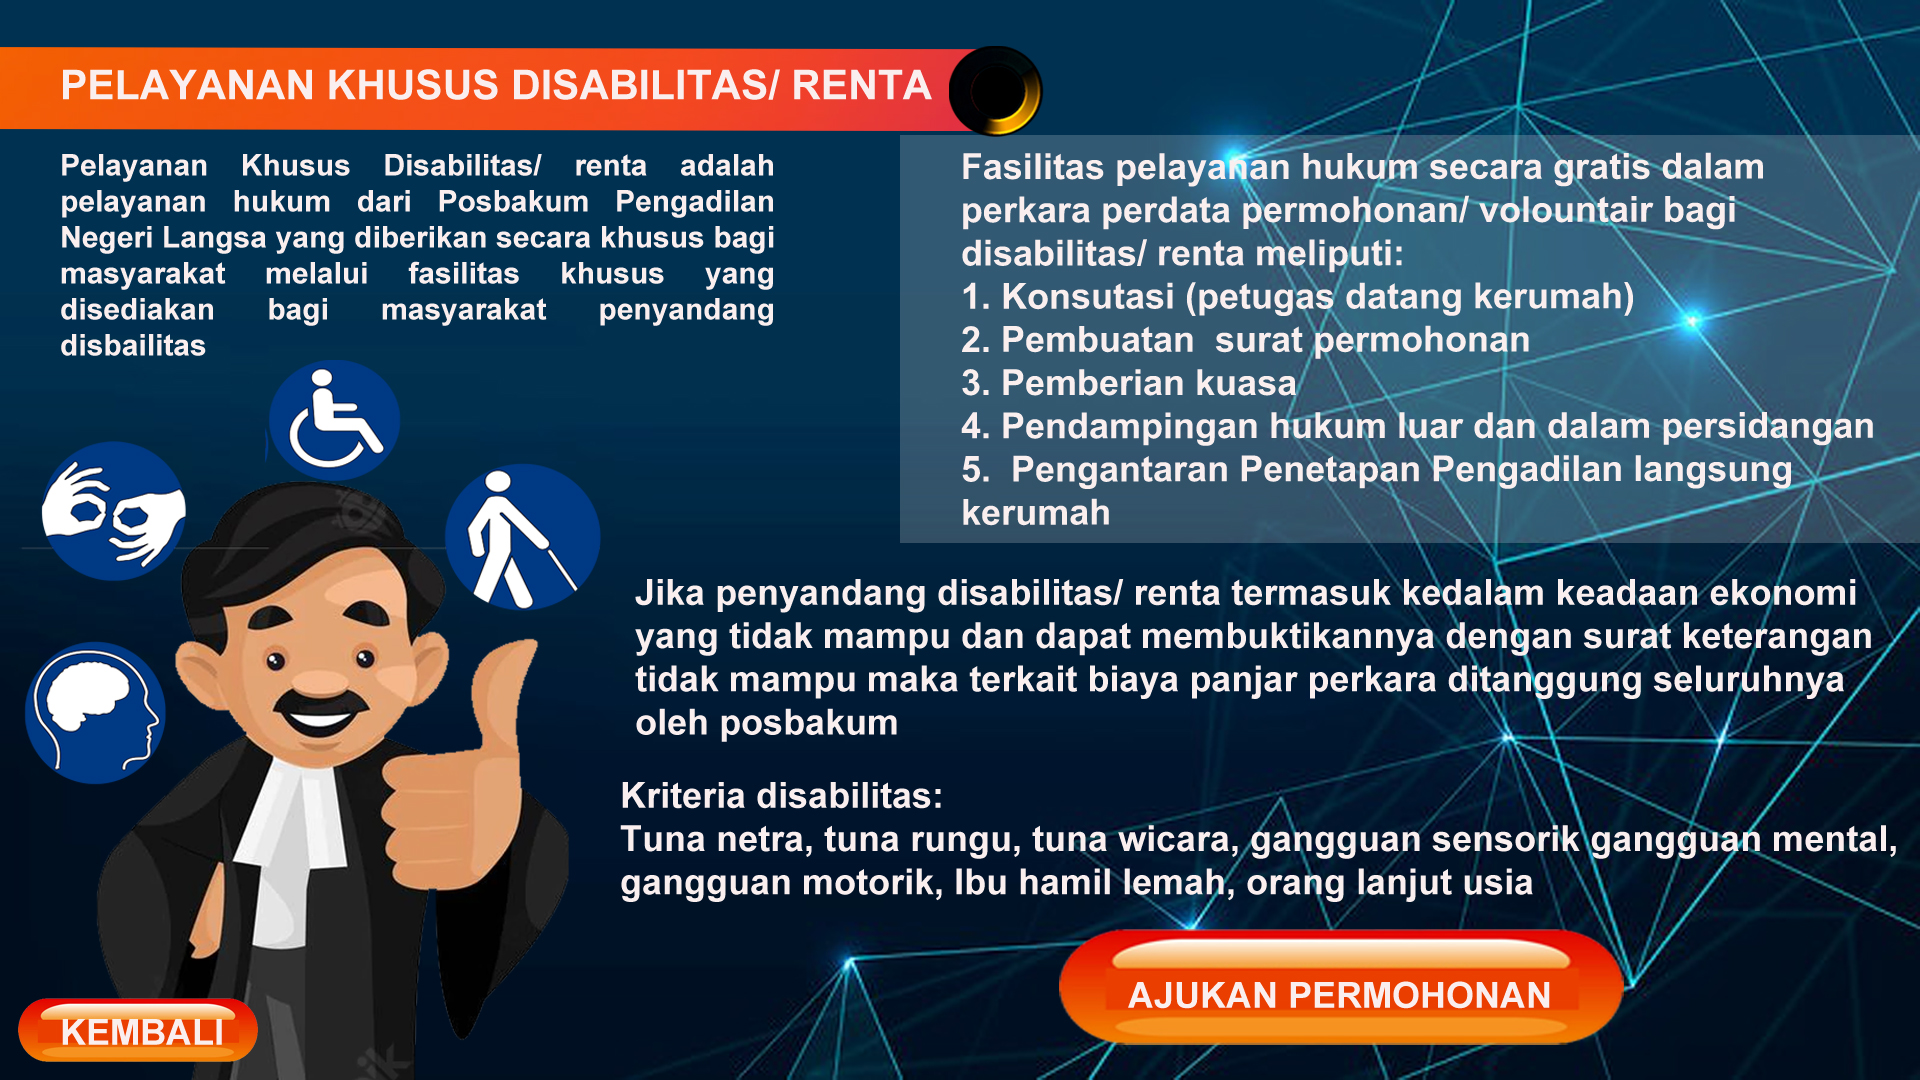 PELAYANAN KHUSUS DISABILITAS/ RENTA
Pelayanan Khusus Disabilitas/ renta adalah
pelayanan hukum dari Posbakum Pengadilan
Negeri Langsa yang diberikan secara khusus bagi
masyarakat melalui fasilitas khusus yang
disediakan bagi masyarakat penyandang
disbailitas
Fasilitas pelayanan hukum secara gratis dalam
perkara perdata permohonan/ volountair bagi
disabilitas/ renta meliputi:
1. Konsutasi (petugas datang kerumah)
2. Pembuatan  surat permohonan
3. Pemberian kuasa
4. Pendampingan hukum luar dan dalam persidangan
5.  Pengantaran Penetapan Pengadilan langsung
kerumah
Jika penyandang disabilitas/ renta termasuk kedalam keadaan ekonomi
yang tidak mampu dan dapat membuktikannya dengan surat keterangan
tidak mampu maka terkait biaya panjar perkara ditanggung seluruhnya
oleh posbakum
Kriteria disabilitas:
Tuna netra, tuna rungu, tuna wicara, gangguan sensorik gangguan mental,
gangguan motorik, Ibu hamil lemah, orang lanjut usia
AJUKAN PERMOHONAN
KEMBALI